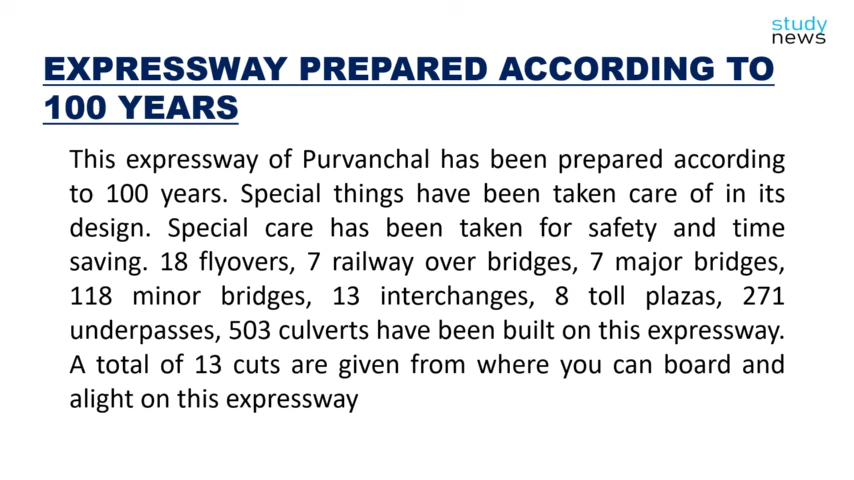 study
news
EXPRESSWAY PREPARED ACCORDING TO
100 YEARS
This expressway of Purvanchal has been prepared according
to 100 years. Special things have been taken care of in its
design. Special care has been taken for safety and time
saving. 18 flyovers, 7 railway over bridges, 7 major bridges,
118 minor bridges, 13 interchanges, 8 toll plazas, 271
underpasses, 503 culverts have been built on this expressway.
A total of 13 cuts are given from where you can board and
alight on this expressway